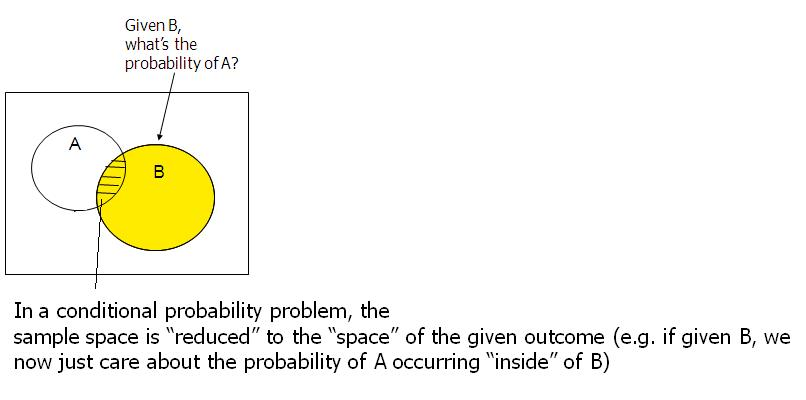 Given B,
what's the
probability of A?
A
B
In a conditional probability problem, the
sample space is “reduced” to the “space” of the given outcome (e.g. if given B, we
now just care about the probability of A occurring “inside” of B)